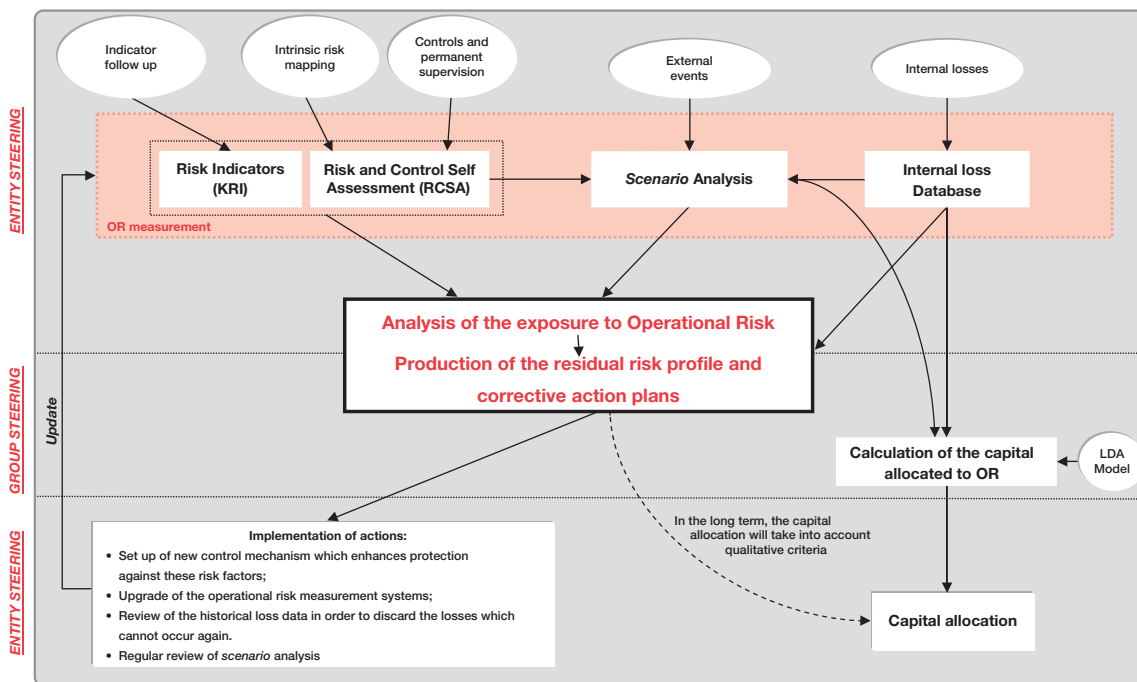 Indicator
follow up
Intrinsic risk
mapping
Controls and
permanent
supervision
External
events
Internal losses
ENTITY STEERING
Risk Indicators
(KRI)
Risk and Control Self
Assessment (RCSA)
Scenario Analysis
Internal loss
Database
OR measurement
Analysis of the exposure to Operational Risk
Production of the residual risk profile and
corrective action plans
GROUP STEERING
Update
Calculation of the capital
allocated to OR
LDA
Model
ENTITY STEERING
Implementation of actions:
• Set up of new control mechanism which enhances protection
against these risk factors;
• Upgrade of the operational risk measurement systems;
• Review of the historical loss data in order to discard the losses which
cannot occur again.
• Regular review of scenario analysis
In the long term, the capital
allocation will take into account
qualitative criteria
Capital allocation